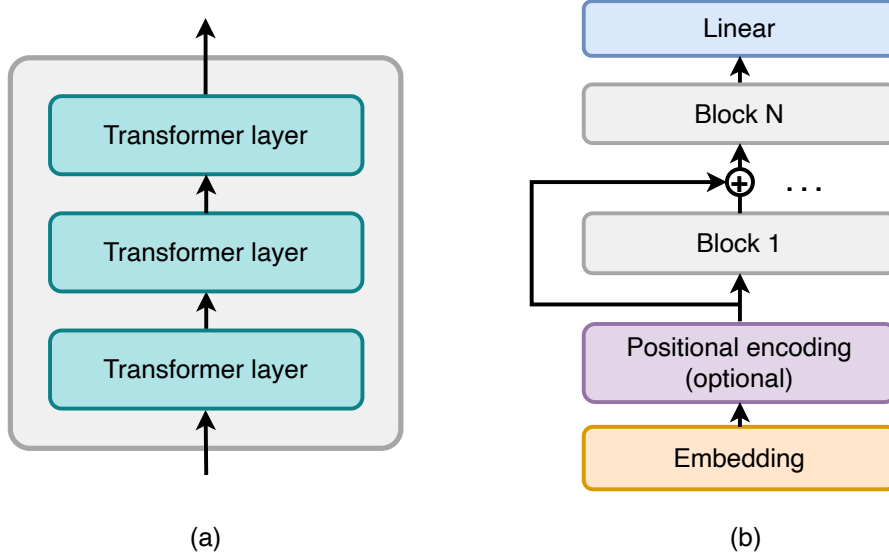 Transformer layer
Transformer layer
Transformer layer
(a)
Linear
Block N
. . .
Block 1
Positional encoding
(optional)
Embedding
(b)